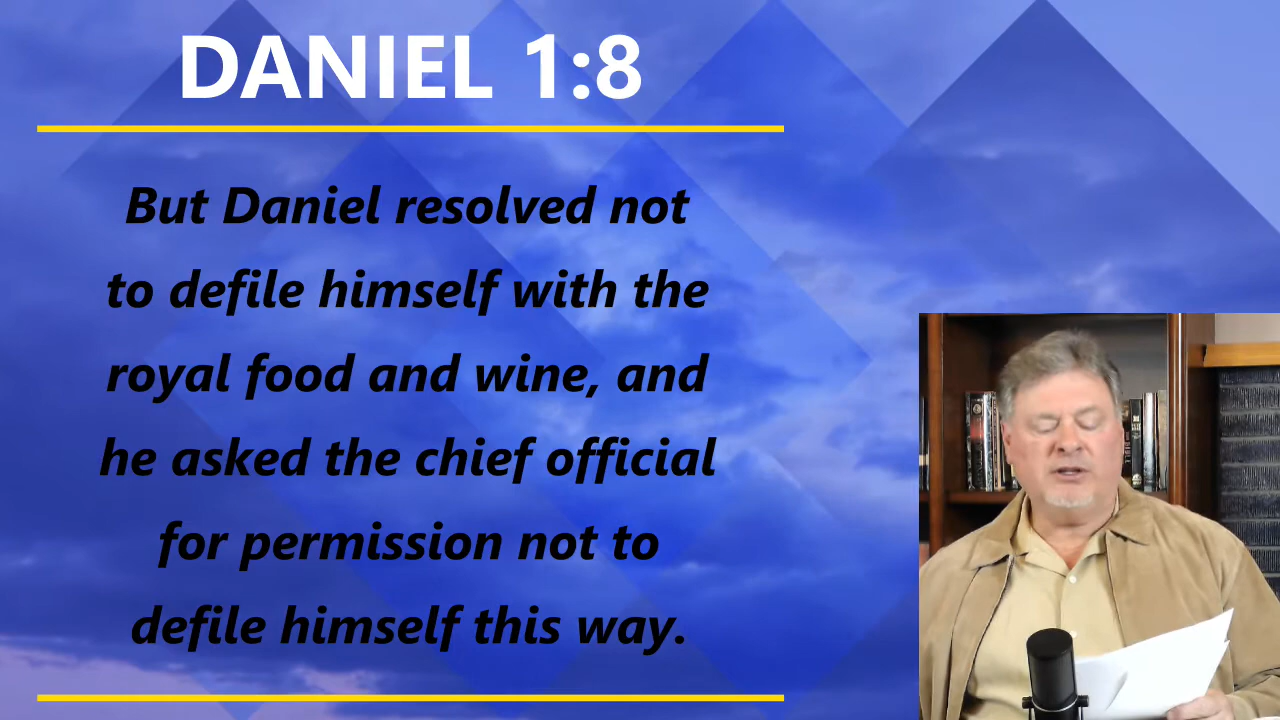 DANIEL 1:8
But Daniel resolved not
to defile himself with the
royal food and wine, and
he asked the chief official
for permission not to
defile himself this way.